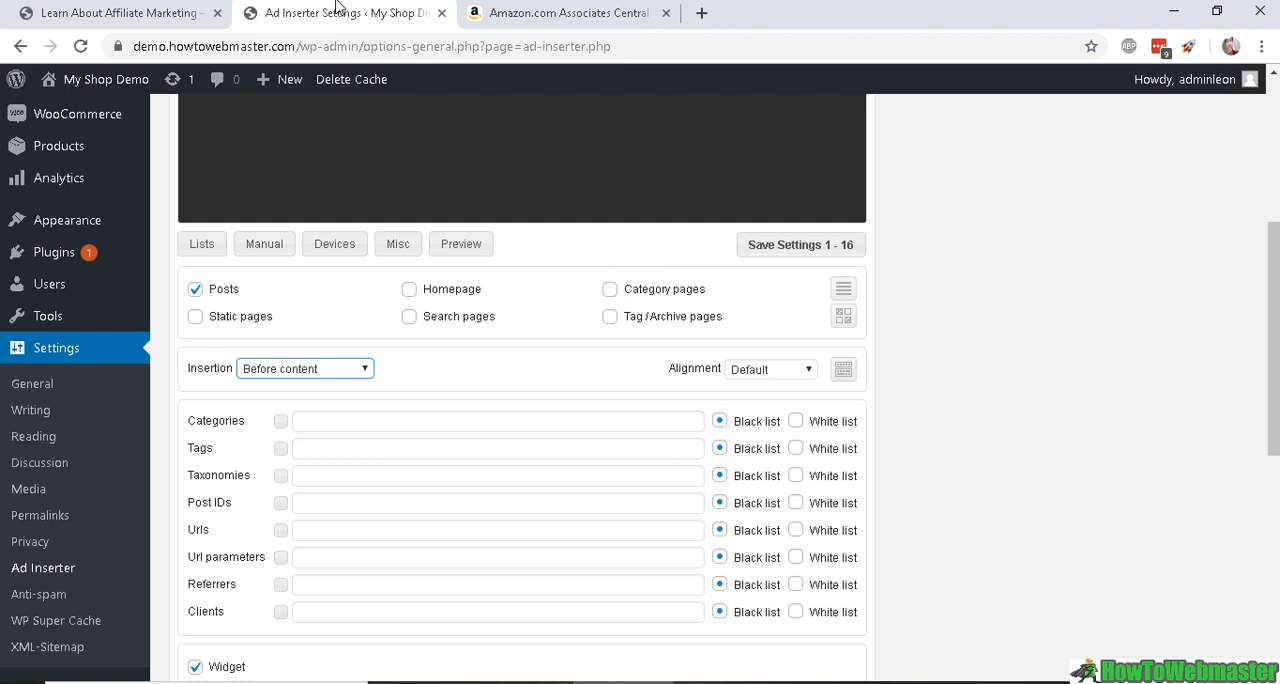 Learn About Affiliate Marketing – ×
Ad Inserter Settings ‹ My Shop De ×
a Amazon.com Associates Central ×
demo.howtowebmaster.com/wp-admin/options-general.php?page=ad-inserter.php
ABP
9
My Shop Demo 1 0 + New Delete Cache
Howdy, adminleon
WooCommerce
Products
Analytics
Appearance
Plugins 1
Users
Tools
Settings
General
Writing
Reading
Discussion
Media
Permalinks
Privacy
Ad Inserter
Anti-spam
WP Super Cache
XML-Sitemap
Lists Manual Devices Misc Preview Save Settings 1 - 16
Posts Homepage Category pages
Static pages Search pages Tag / Archive pages
Insertion Before content Alignment Default
Categories Black list White list
Tags Black list White list
Taxonomies Black list White list
Post IDs Black list White list
Urls Black list White list
Url parameters Black list White list
Referrers Black list White list
Clients Black list White list
Widget
HowToWebmaster